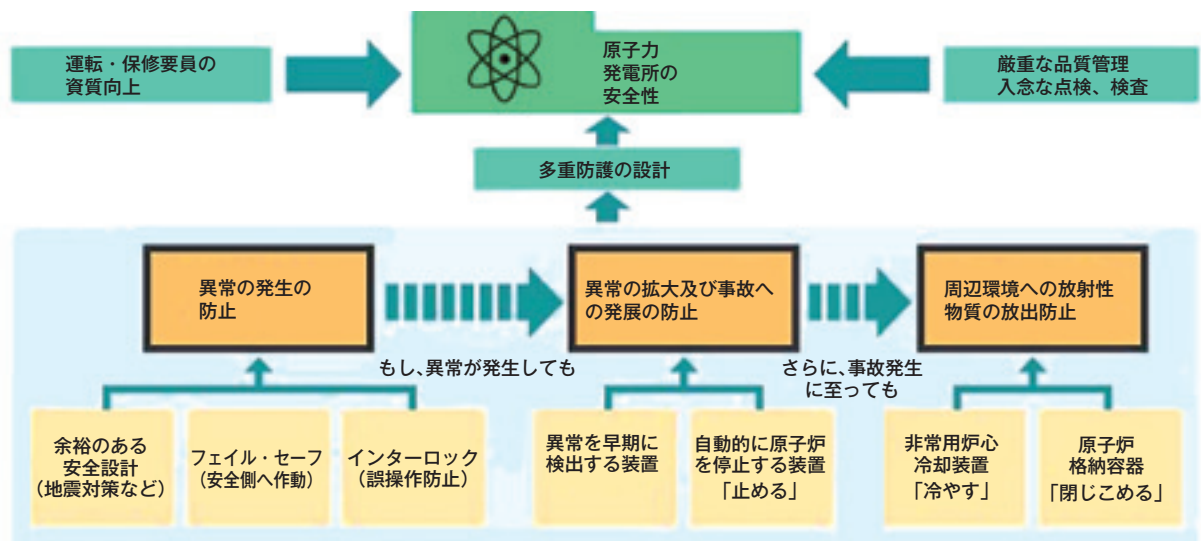 運転・保修要員の
資質向上
原子力
発電所の
安全性
厳重な品質管理
入念な点検、検査
多重防護の設計
異常の発生の
防止
異常の拡大及び事故へ
の発展の防止
周辺環境への放射性
物質の放出防止
もし、異常が発生しても
さらに、事故発生
に至っても
余裕のある
安全設計
（地震対策など）
フェイル・セーフ
（安全側へ作動）
インターロック
（誤操作防止）
異常を早期に
検出する装置
自動的に原子炉
を停止する装置
「止める」
非常用炉心
冷却装置
「冷やす」
原子炉
格納容器
「閉じこめる」